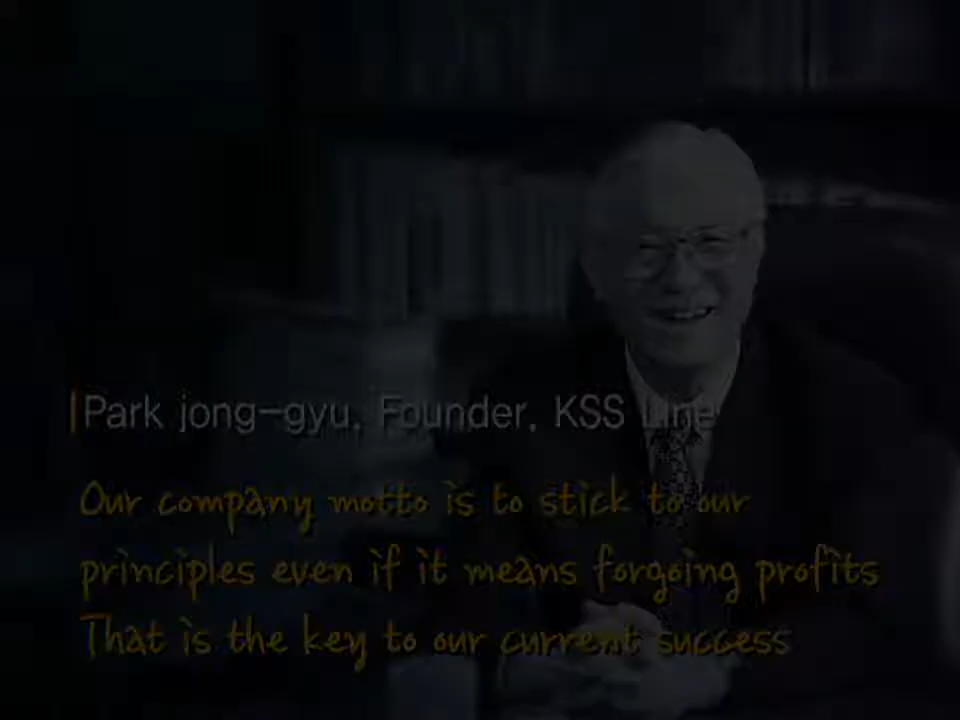 Park jong-gyu, Founder, KSS Line
Our company motto is to stick to our
principles even if it means forgoing profits
That is the key to our current success